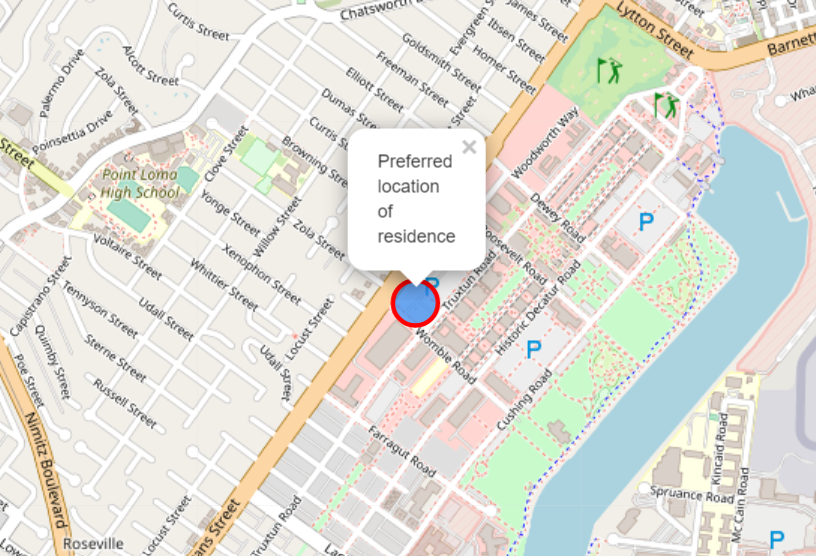 Curtis Street
Chatsworth
Evergreen
James Street
Ibsen Street
Lytton Street
Barnett
Goldsmith Street
Homer Street
Palermo Drive
Alcott Street
Zola Street
Freeman Street
Elliott Street
Dumas Street
Poinsettia Drive
Street
Clove Street
Curtis
Browning Street
Woodworth Way
Point Loma
High School
Preferred
location
of
residence
×
Yonge Street
Willow Street
Zola Street
Dewey Road
P
Voltaire Street
Xenophon Street
Roosevelt Road
Whittier Street
Truxtun Road
P
Capistrano Street
Tennyson Street
Udall Street
Locust Street
Historic Decatur Road
Womble Road
P
Quimby Street
Sterne Street
Udall Street
Poe Street
Russell Street
Cushing Road
Nimitz Boulevard
Farragut Road
Kincaid Road
Mc Cain Road
Spruance Road
Locust Street
ans Street
Truxtun Road
P
Roseville